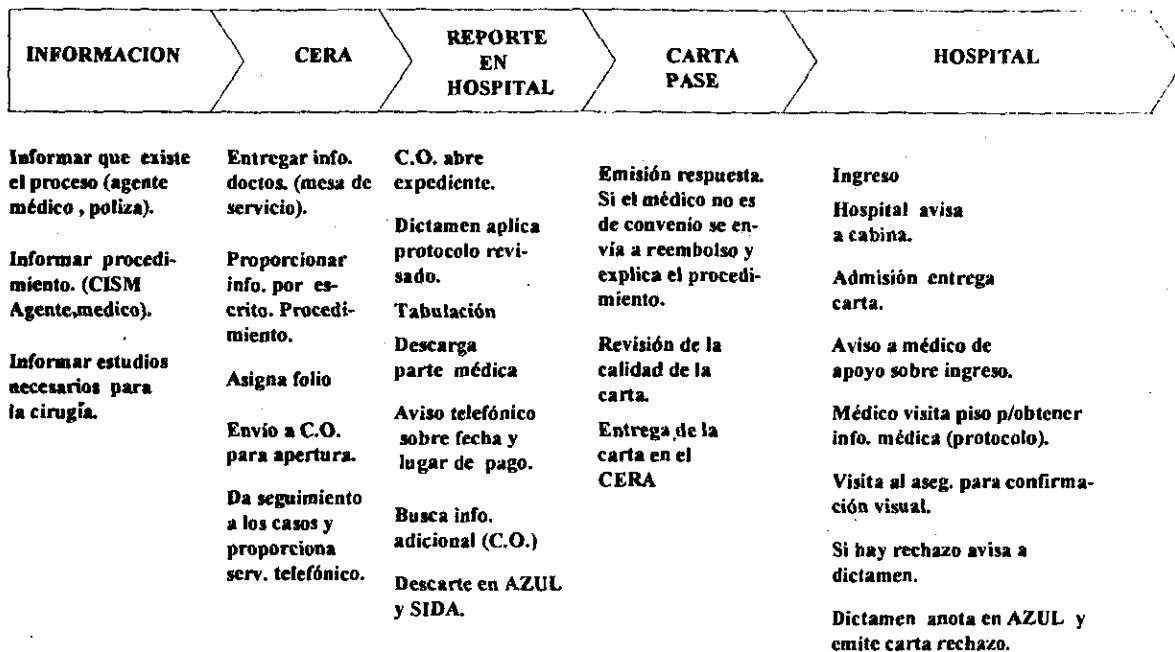 INFORMACION
CERA
REPORTE
EN
HOSPITAL
CARTA
PASE
HOSPITAL
Informar que existe
el proceso (agente
médico , poliza).
Informar procedi-
miento. (CISM
Agente,medico).
Informar estudios
necesarios para
la cirugía.
Entregar info.
doctos. (mesa de
servicio).
Proporcionar
info. por es-
crito. Procedi-
miento.
Asigna folio
Envío a C.O.
para apertura.
Da seguimiento
a los casos y
proporciona
serv. telefónico.
C.O. abre
expediente.
Dictamen aplica
protocolo revi-
sado.
Tabulación
Descarga
parte médica
Aviso telefónico
sobre fecha y
lugar de pago.
Busca info.
adicional (C.O.)
Descarte en AZUL
y SIDA.
Emisión respuesta.
Si el médico no es
de convenio se en-
vía a reembolso y
explica el procedi-
miento.
Revisión de la
calidad de la
carta.
Entrega de la
carta en el
CERA
Ingreso
Hospital avisa
a cabina.
Admisión entrega
carta.
Aviso a médico de
apoyo sobre ingreso.
Médico visita piso p/obtener
info. médica (protocolo).
Visita al aseg. para confirma-
ción visual.
Si hay rechazo avisa a
dictamen.
Dictamen anota en AZUL y
emite carta rechazo.